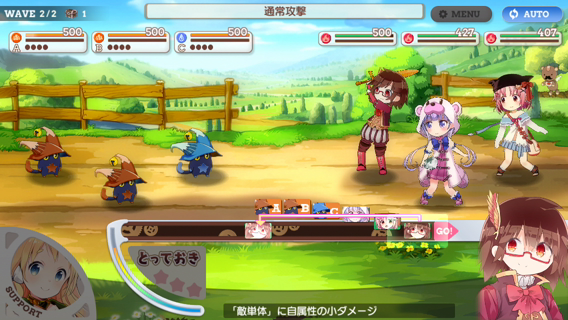 WAVE 2/2 1
通常攻撃
MENU
AUTO
500 500 500
500 427 407
A B C
A B C
GO!
SUPPORT
とっておき
「敵単体」に自属性の小ダメージ